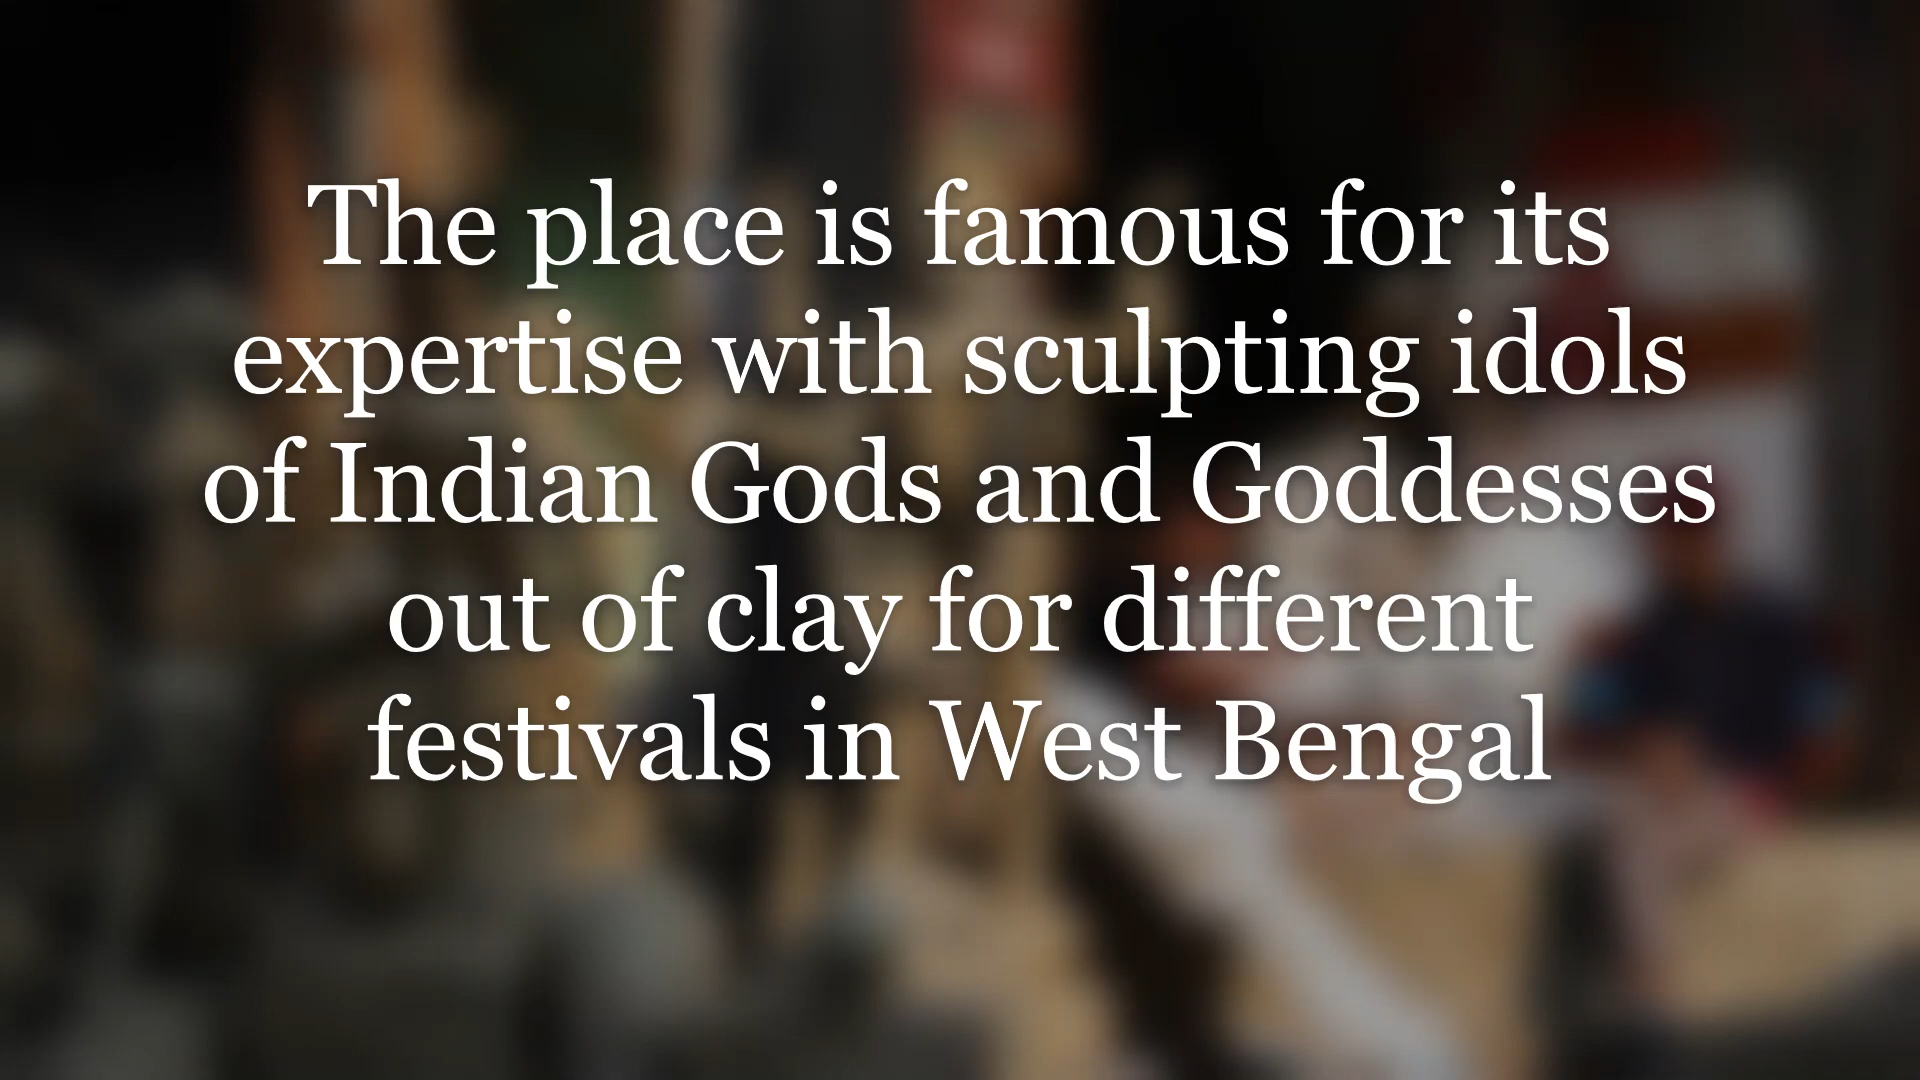 The place is famous for its
expertise with sculpting idols
of Indian Gods and Goddesses
out of clay for different
festivals in West Bengal